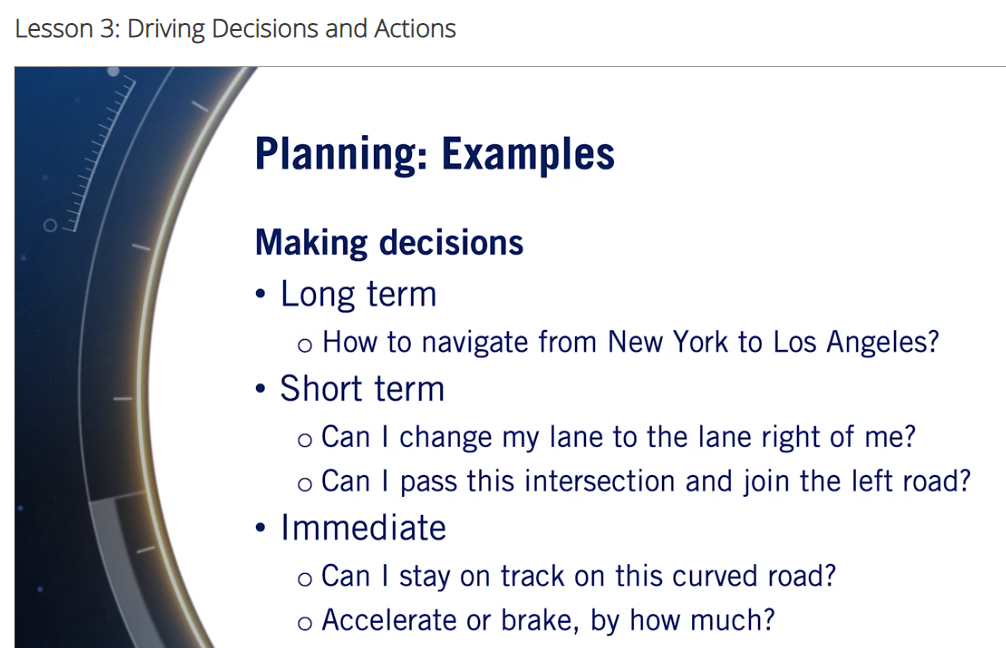 Lesson 3: Driving Decisions and Actions
Planning: Examples
Making decisions
• Long term
o How to navigate from New York to Los Angeles?
• Short term
o Can I change my lane to the lane right of me?
o Can I pass this intersection and join the left road?
• Immediate
o Can I stay on track on this curved road?
o Accelerate or brake, by how much?